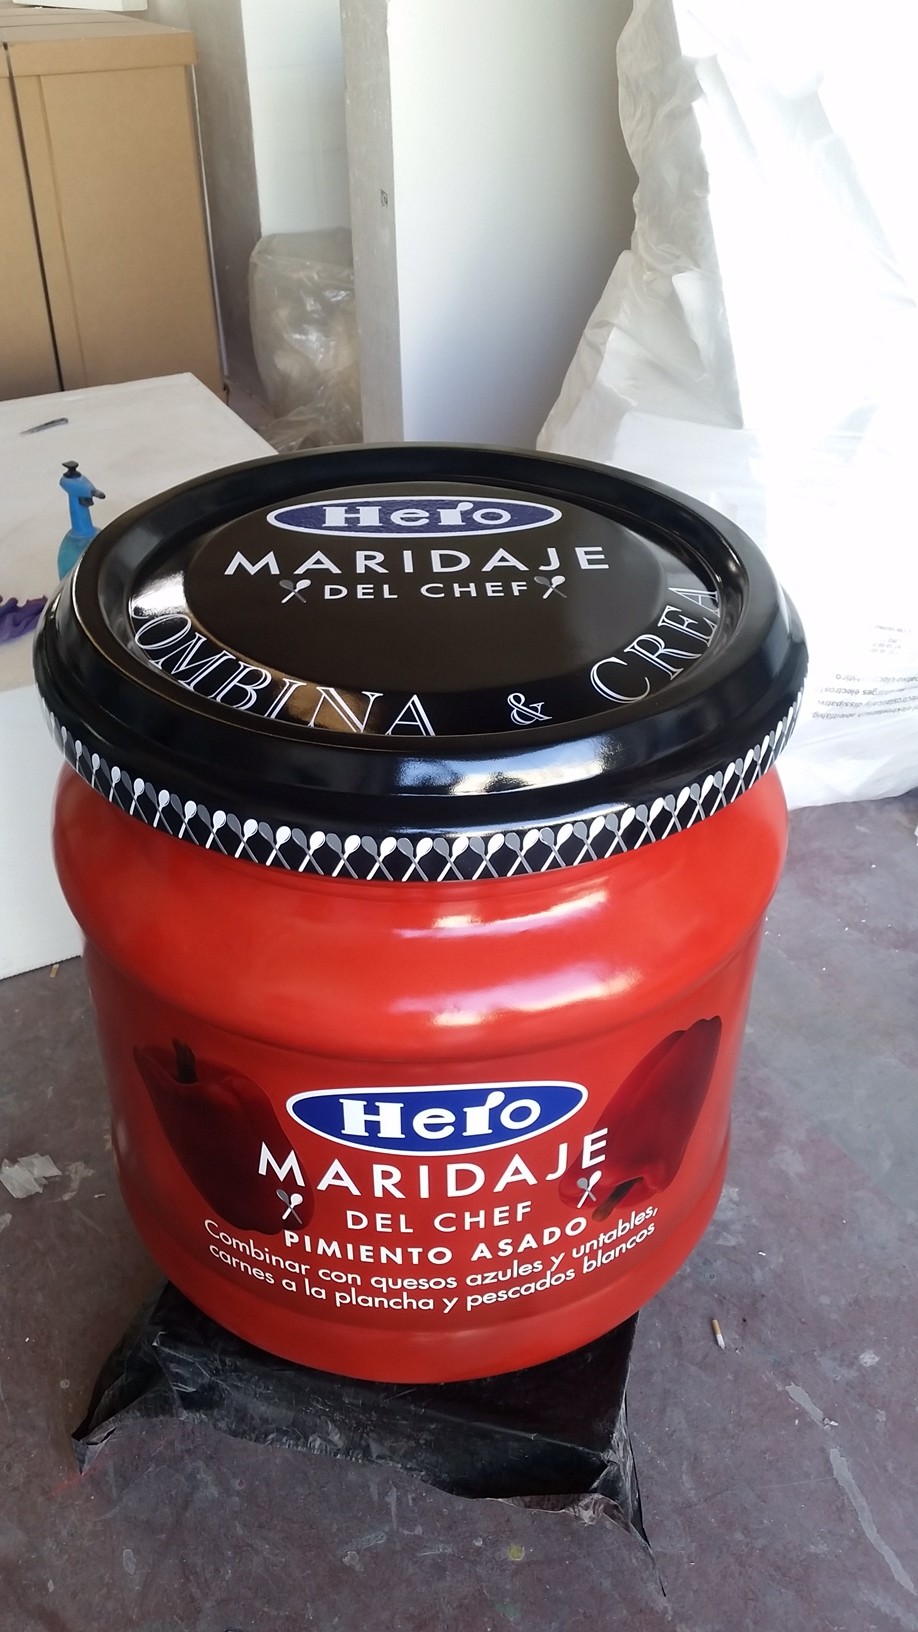 Hero
MARIDAJE
DEL CHEF
OMBINA & CREA
Hero
MARIDAJE
DEL CHEF
PIMIENTO ASADO
Combinar con quesos azules y untables,
carnes a la plancha y pescados blancos